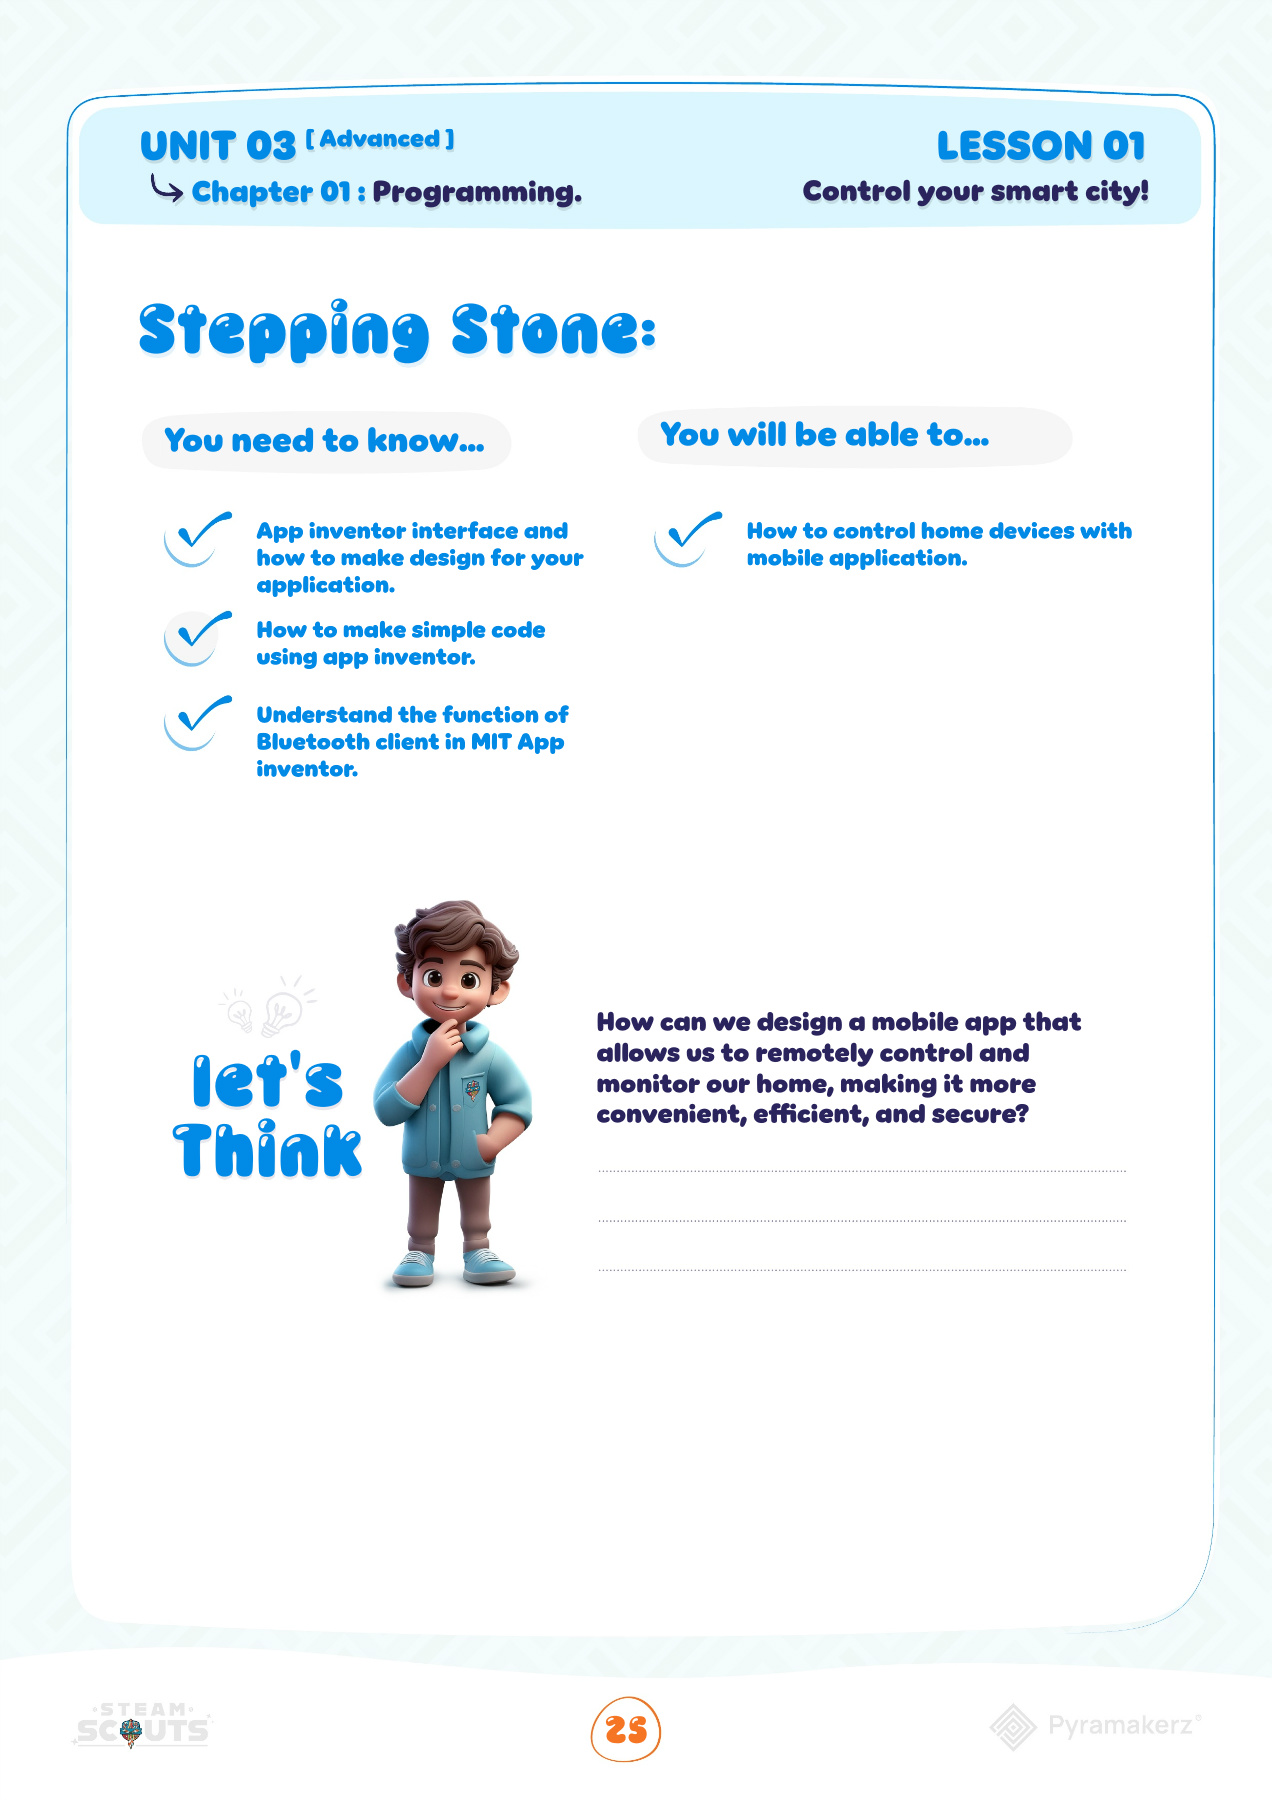 UNIT 03 [ Advanced ]
Chapter 01 : Programming.
LESSON 01
Control your smart city!
Stepping Stone:
You need to know...
App inventor interface and
how to make design for your
application.
How to make simple code
using app inventor.
Understand the function of
Bluetooth client in MIT App
inventor.
You will be able to...
How to control home devices with
mobile application.
let's
Think
How can we design a mobile app that
allows us to remotely control and
monitor our home, making it more
convenient, efficient, and secure?
STEAM
SCOUTS
25
Pyramakerz